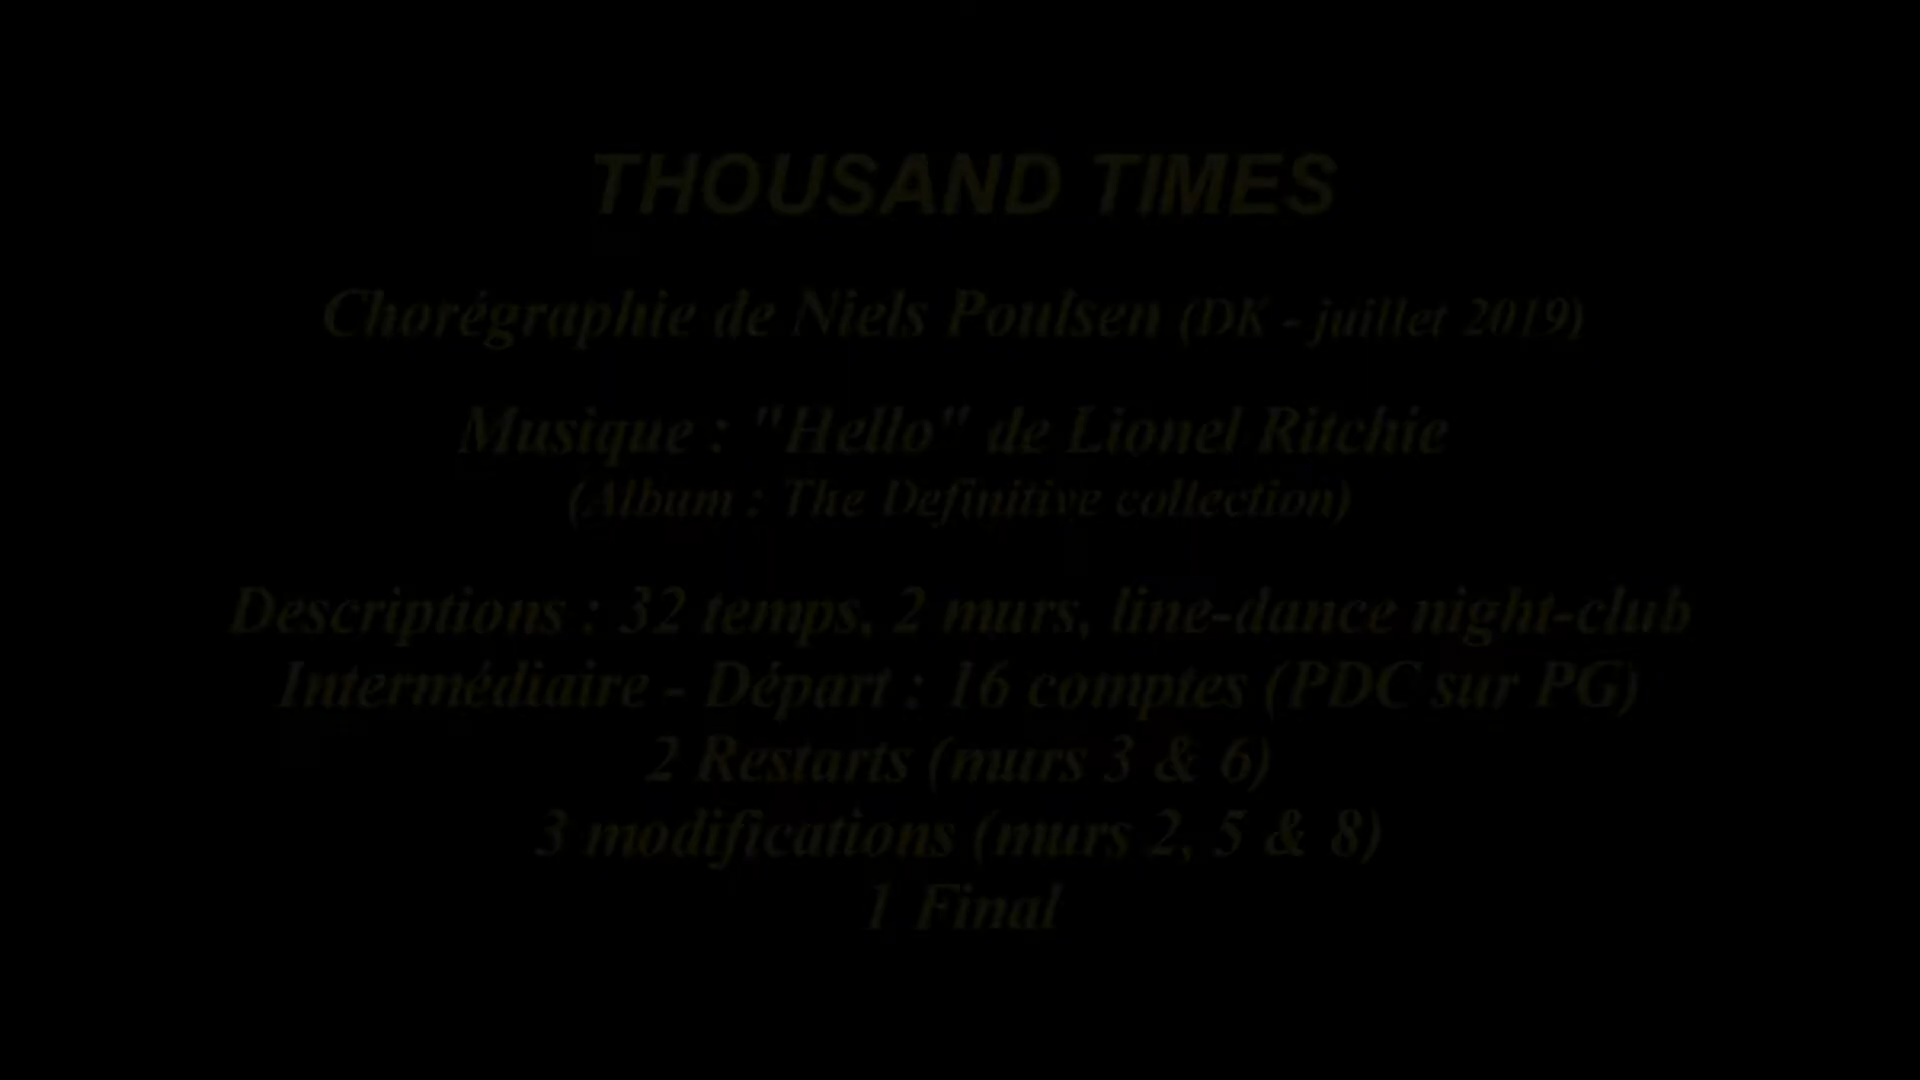 THOUSAND TIMES
Chorégraphie de Niels Poulsen (DK - juillet 2019)
Musique : "Hello" de Lionel Ritchie
(Album : The Definitive collection)
Descriptions : 32 temps, 2 murs, line-dance night-club
Intermédiaire - Départ : 16 comptes (PDC sur PG)
2 Restarts (murs 3 & 6)
3 modifications (murs 2, 5 & 8)
1 Final